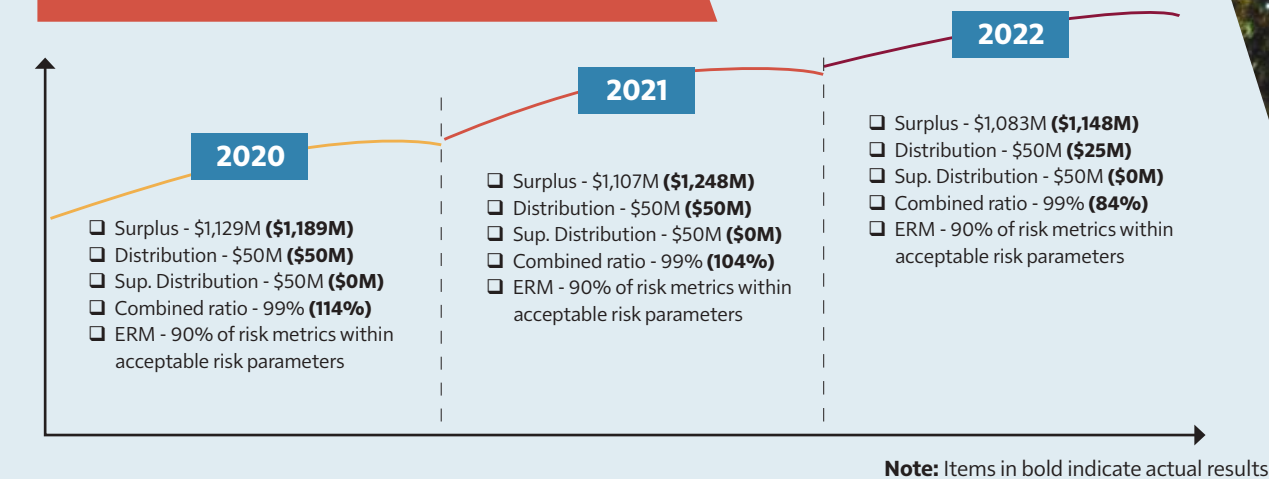 2020
❑ Surplus - $1,129M ($1,189M)
❑ Distribution - $50M ($50M)
❑ Sup. Distribution - $50M ($0M)
❑ Combined ratio - 99% (114%)
❑ ERM - 90% of risk metrics within
acceptable risk parameters
2021
❑ Surplus - $1,107M ($1,248M)
❑ Distribution - $50M ($50M)
❑ Sup. Distribution - $50M ($0M)
❑ Combined ratio - 99% (104%)
❑ ERM - 90% of risk metrics within
acceptable risk parameters
2022
❑ Surplus - $1,083M ($1,148M)
❑ Distribution - $50M ($25M)
❑ Sup. Distribution - $50M ($0M)
❑ Combined ratio - 99% (84%)
❑ ERM - 90% of risk metrics within
acceptable risk parameters
Note: Items in bold indicate actual results